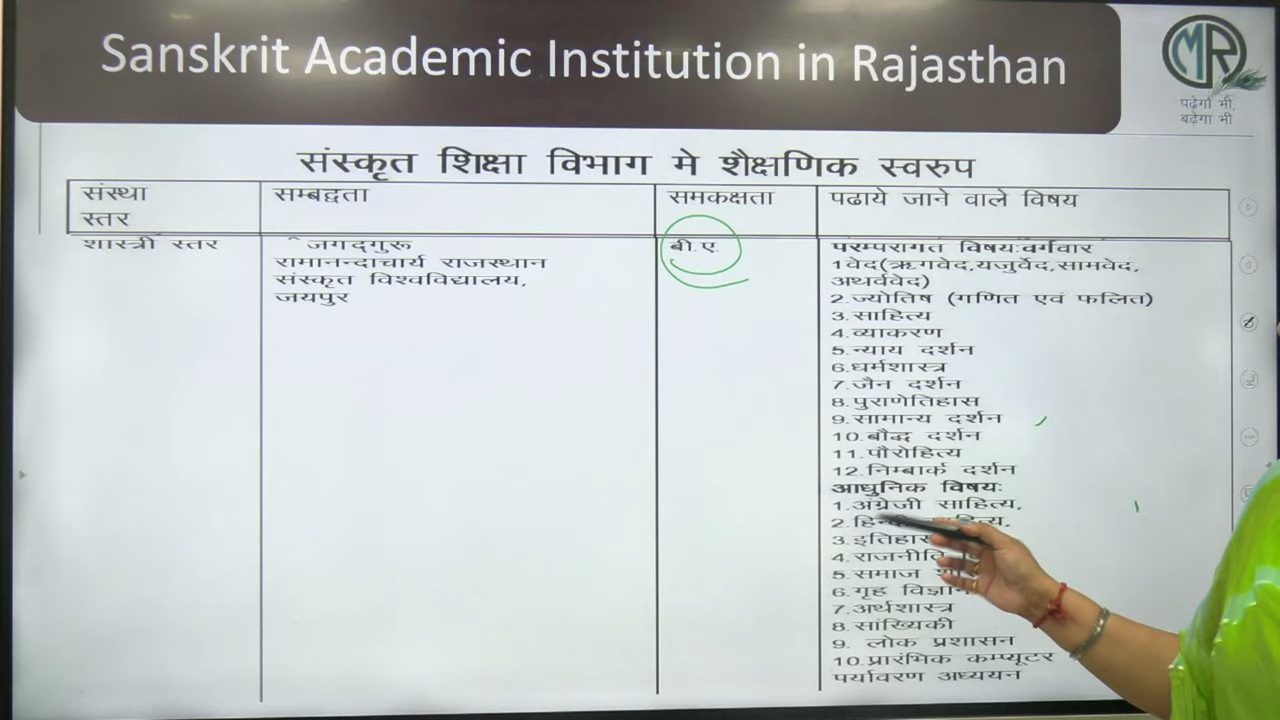 Sanskrit Academic Institution in Rajasthan
MR
पढ़ेगा भी,
बढ़ेगा भी
संस्कृत शिक्षा विभाग मे शैक्षणिक स्वरुप
संस्था स्तर
सम्बद्वता
समकक्षता
पढाये जाने वाले विषय
शास्त्री स्तर
जगद्गुरू
रामानन्दाचार्य राजस्थान
संस्कृत विश्वविद्यालय,
जयपुर
बी.ए.
परम्परागत विषयःवर्गवार
1वेद(ऋगवेद,यजुर्वेद,सामवेद,
अथर्ववेद)
2.ज्योतिष (गणित एवं फलित)
3.साहित्य
4.व्याकरण
5.न्याय दर्शन
6.धर्मशास्त्र
7.जैन दर्शन
8.पुराणेतिहास
9.सामान्य दर्शन
10.बौद्ध दर्शन
11.पौरोहित्य
12.निम्बार्क दर्शन
आधुनिक विषयः
1.अंग्रेजी साहित्य,
2.
3.
4.राजनीति
5.समाज
6.गृह विज्ञान
7.अर्थशास्त्र
8.सांख्यिकी
9. लोक प्रशासन
10.प्रारंमिक कम्प्यूटर
पर्यावरण अध्ययन